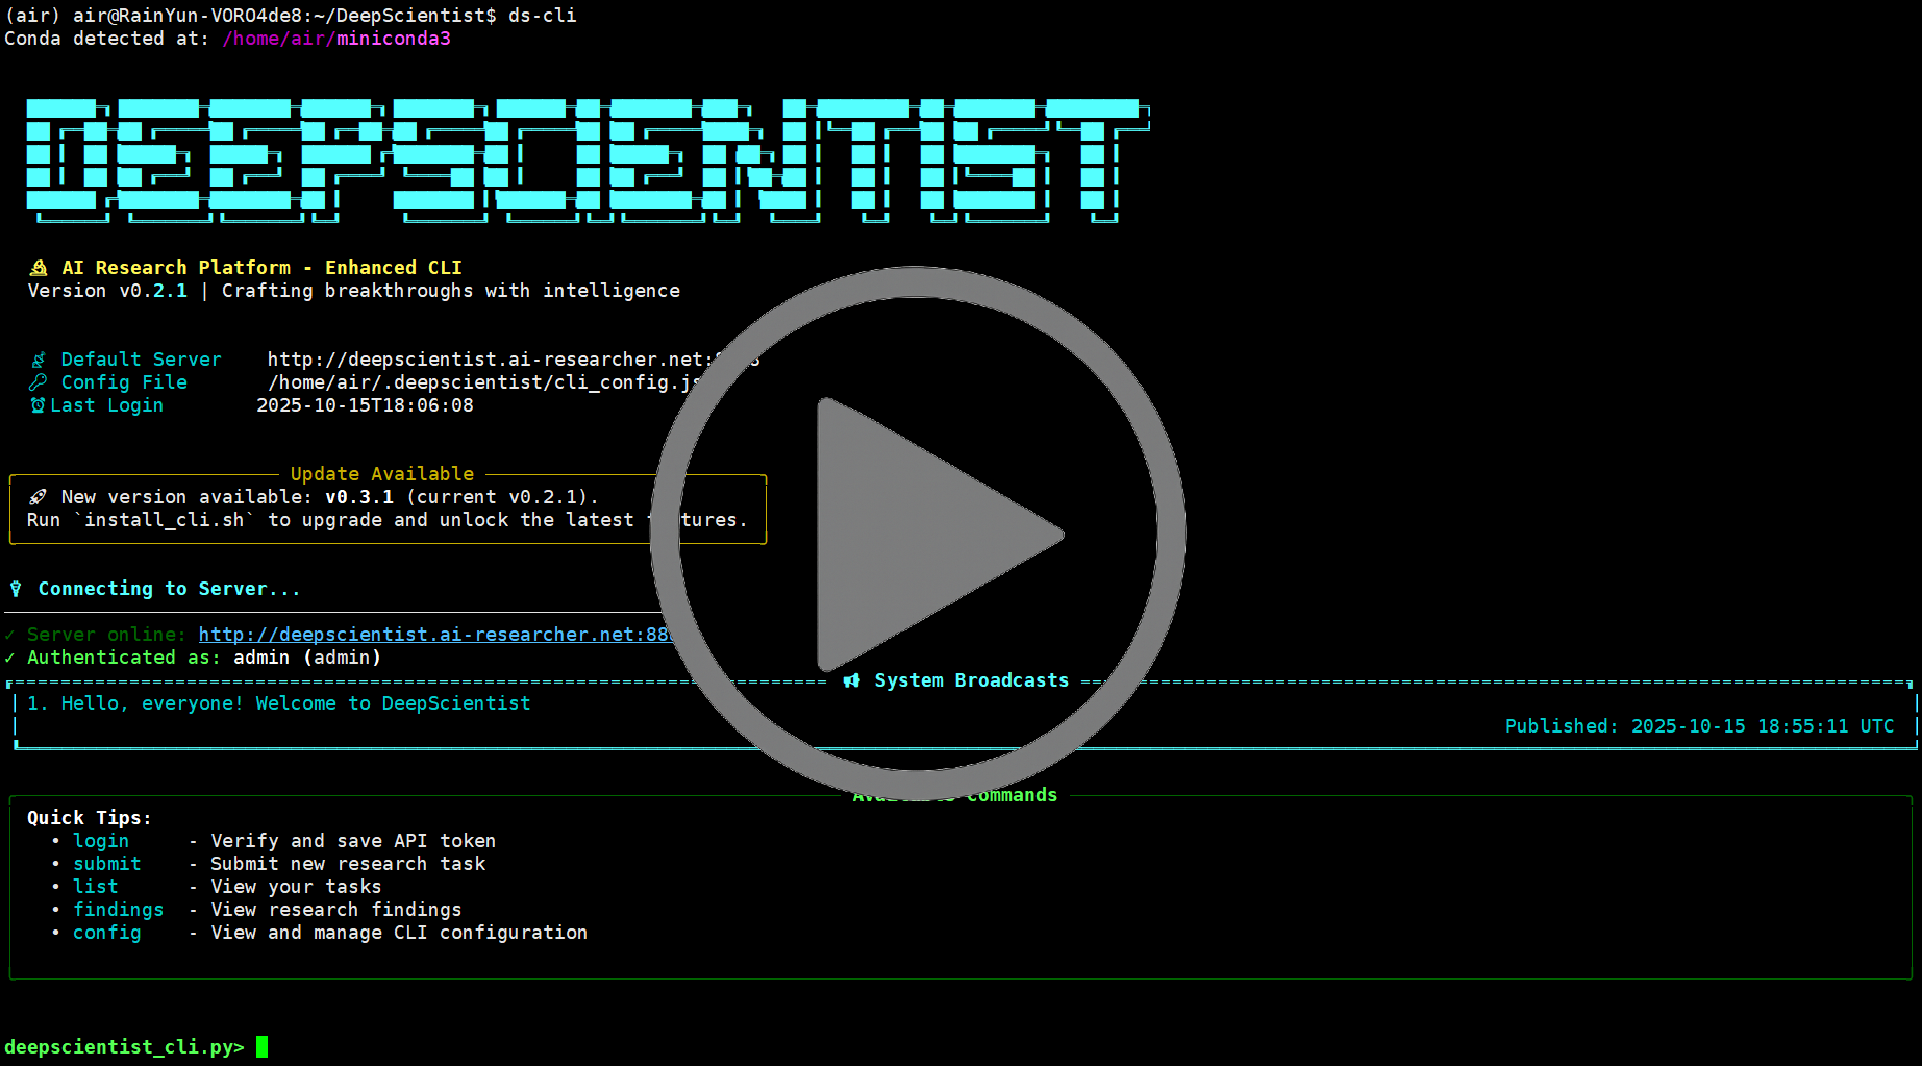 (air) air@RainYun-VORO4de8:~/DeepScientist$ ds-cli
Conda detected at: /home/air/miniconda3
DEEPSCIENTIST
AI Research Platform - Enhanced CLI
Version v0.2.1 | Crafting breakthroughs with intelligence
Default Server http://deepscientist.ai-researcher.net:
Config File /home/air/.deepscientist/cli_config.js
Last Login 2025-10-15T18:06:08
Update Available
New version available: v0.3.1 (current v0.2.1).
Run `install_cli.sh` to upgrade and unlock the latest
Connecting to Server...
✓ Server online: http://deepscientist.ai-researcher.net:88
✓ Authenticated as: admin (admin)
System Broadcasts
1. Hello, everyone! Welcome to DeepScientist
Published: 2025-10-15 18:55:11 UTC
Commands
Quick Tips:
• login - Verify and save API token
• submit - Submit new research task
• list - View your tasks
• findings - View research findings
• config - View and manage CLI configuration
deepscientist_cli.py>